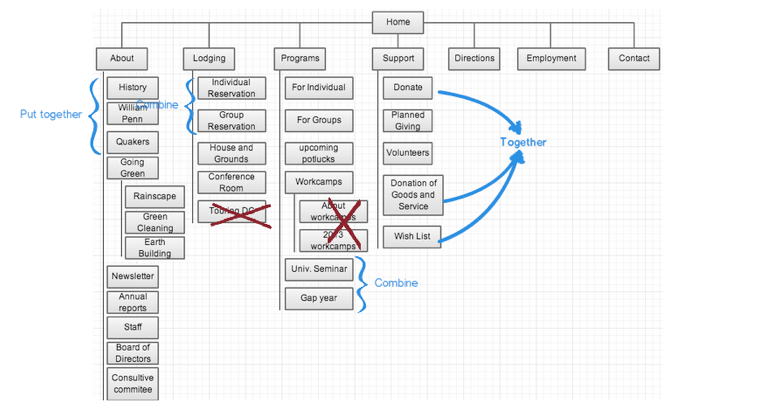 Home
About
Lodging
Programs
Support
Directions
Employment
Contact
History
William
Penn
Quakers
Going
Green
Rainscape
Green
Cleaning
Earth
Building
Newsletter
Annual
reports
Staff
Board of
Directors
Consultive
commitee
Put together
Individual
Reservation
Group
Reservation
House and
Grounds
Conference
Room
Touring DC
Combine
For Individual
For Groups
upcoming
potlucks
Workcamps
About
workcamps
2013
workcamps
Univ. Seminar
Gap year
Combine
Donate
Planned
Giving
Volunteers
Donation of
Goods and
Service
Wish List
Together